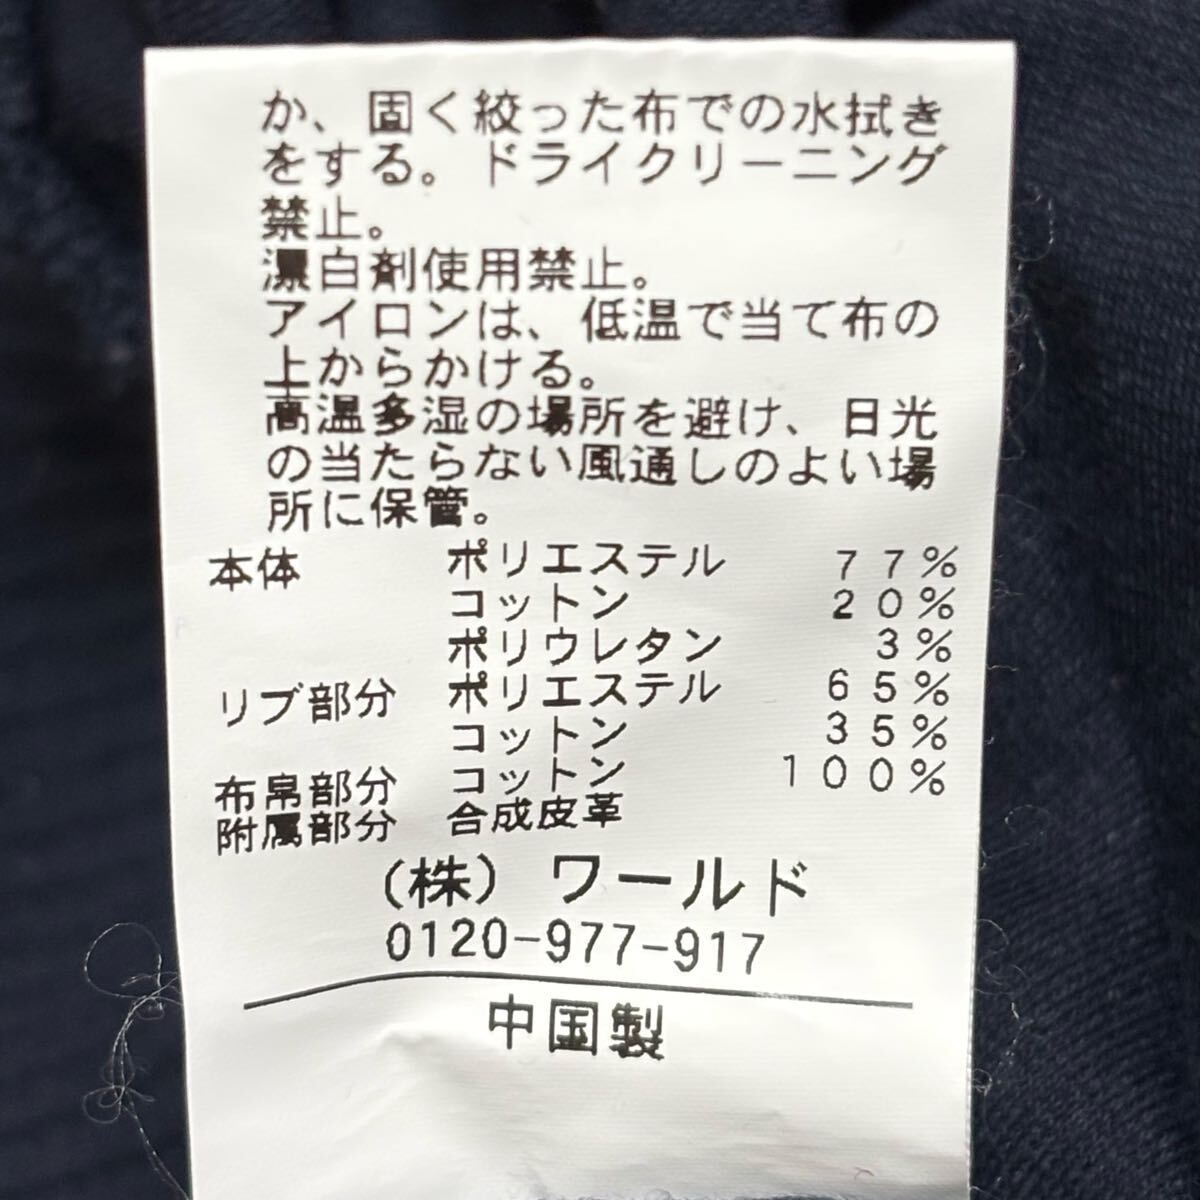 か、固く絞った布での水拭き
をする。ドライクリーニング
禁止。
漂白剤使用禁止。
アイロンは、低温で当て布の
上からかける。
高温多湿の場所を避け、日光
の当たらない風通しのよい場
所に保管。
本体 ポリエステル 77%
コットン 20%
ポリウレタン 3%
リブ部分 ポリエステル 65%
コットン 35%
布帛部分 コットン 100%
附属部分 合成皮革
(株) ワールド
0120-977-917
中国製